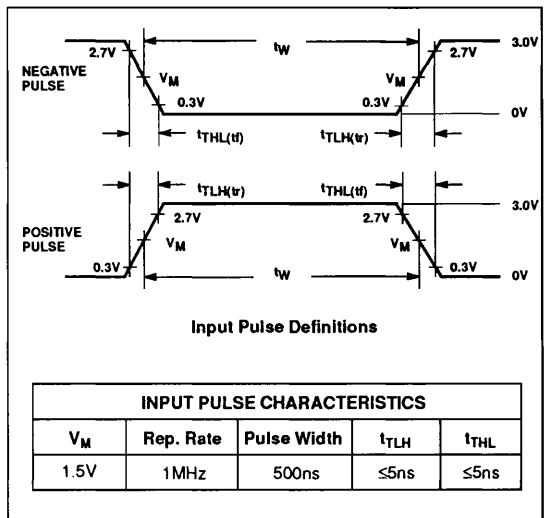 3.0V
2.7V tW 2.7V
NEGATIVE
PULSE
VM VM
0.3V 0.3V
0V
tTHL(tf) tTLH(tr)
tTLH(tr) tTHL(tf)
3.0V
2.7V 2.7V
POSITIVE
PULSE
VM VM
0.3V 0.3V
0V
tW
Input Pulse Definitions
INPUT PULSE CHARACTERISTICS
VM Rep. Rate Pulse Width tTLH tTHL
1.5V 1MHz 500ns ≤5ns ≤5ns